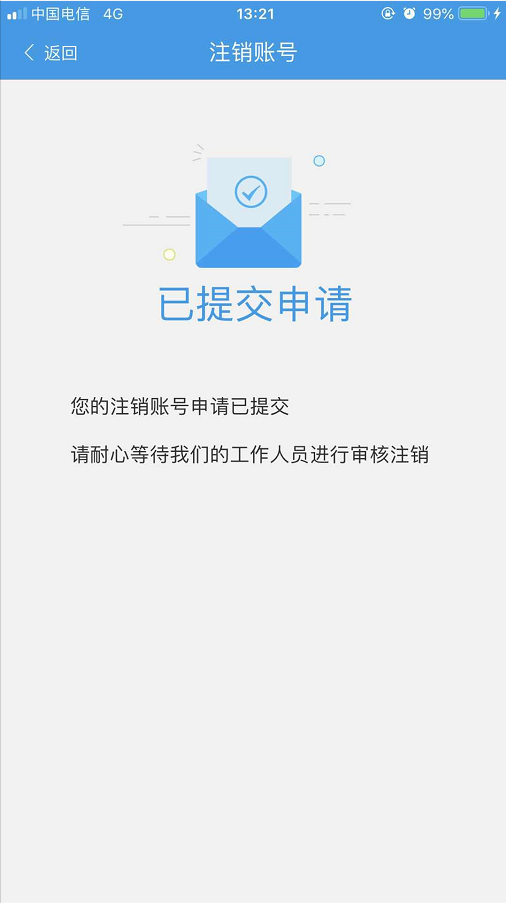 中国电信 4G 13:21 99%
返回 注销账号
已提交申请
您的注销账号申请已提交
请耐心等待我们的工作人员进行审核注销